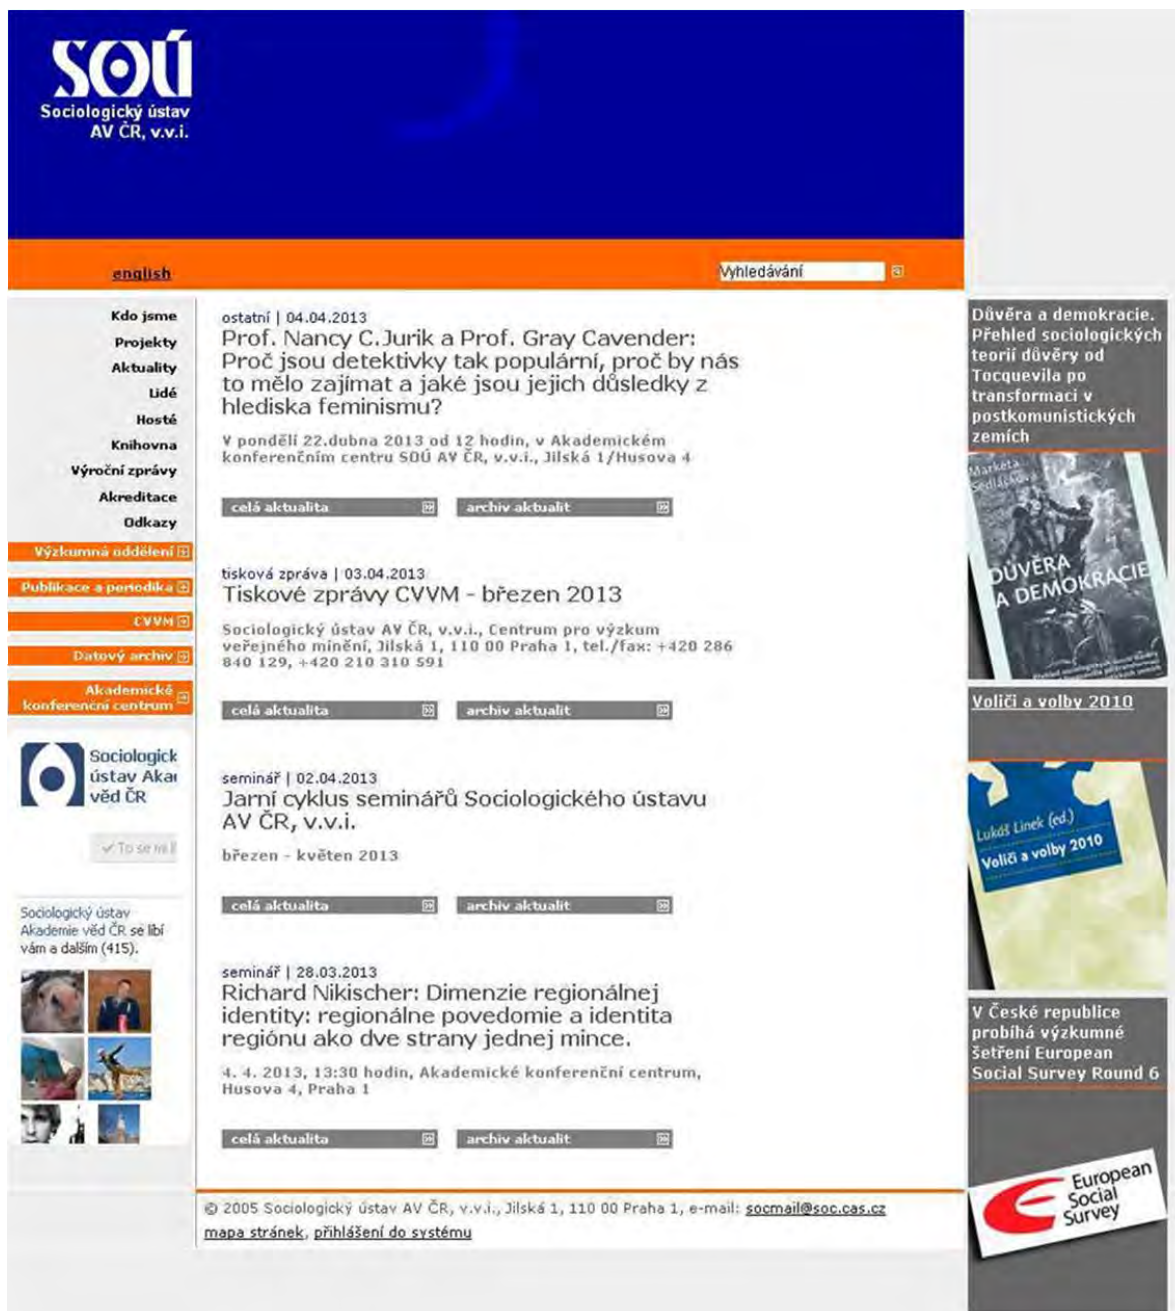 SOÚ
Sociologický ústav
AV ČR, v.v.i.
english
Vyhledávání
Kdo jsme
Projekty
Aktuality
Lidé
Hosté
Knihovna
Výroční zprávy
Akreditace
Odkazy
Výzkumná oddělení
Publikace a periodika
CVVM
Datový archiv
Akademické
konferenční centrum
Sociologick
ústav Akad
věd ČR
To se mi l
Sociologický ústav
Akademie věd ČR se líbí
vám a dalším (415).
ostatní | 04.04.2013
Prof. Nancy C.Jurik a Prof. Gray Cavender:
Proč jsou detektivky tak populární, proč by nás
to mělo zajímat a jaké jsou jejich důsledky z
hlediska feminismu?
V pondělí 22.dubna 2013 od 12 hodin, v Akademickém
konferenčním centru SOÚ AV ČR, v.v.i., Jilská 1/Husova 4
celá aktualita
archiv aktualit
tisková zpráva | 03.04.2013
Tiskové zprávy CVVM - březen 2013
Sociologický ústav AV ČR, v.v.i., Centrum pro výzkum
veřejného mínění, Jilská 1, 110 00 Praha 1, tel./fax: +420 286
840 129, +420 210 310 591
celá aktualita
archiv aktualit
seminář | 02.04.2013
Jarní cyklus seminářů Sociologického ústavu
AV ČR, v.v.i.
březen - květen 2013
celá aktualita
archiv aktualit
seminář | 28.03.2013
Richard Nikischer: Dimenzie regionálnej
identity: regionálne povedomie a identita
regiónu ako dve strany jednej mince.
4. 4. 2013, 13:30 hodin, Akademické konferenční centrum,
Husova 4, Praha 1
celá aktualita
archiv aktualit
© 2005 Sociologický ústav AV ČR, v.v.i., Jilská 1, 110 00 Praha 1, e-mail: socmail@soc.cas.cz
mapa stránek, přihlášení do systému
Důvěra a demokracie.
Přehled sociologických
teorií důvěry od
Tocquevila po
transformaci v
postkomunistických
zemích
Markéta
Sedláčková
DŮVĚRA
A DEMOKRACIE
Voliči a volby 2010
Lukáš Linek (ed.)
Voliči a volby 2010
V České republice
probíhá výzkumné
šetření European
Social Survey Round 6
European
Social
Survey